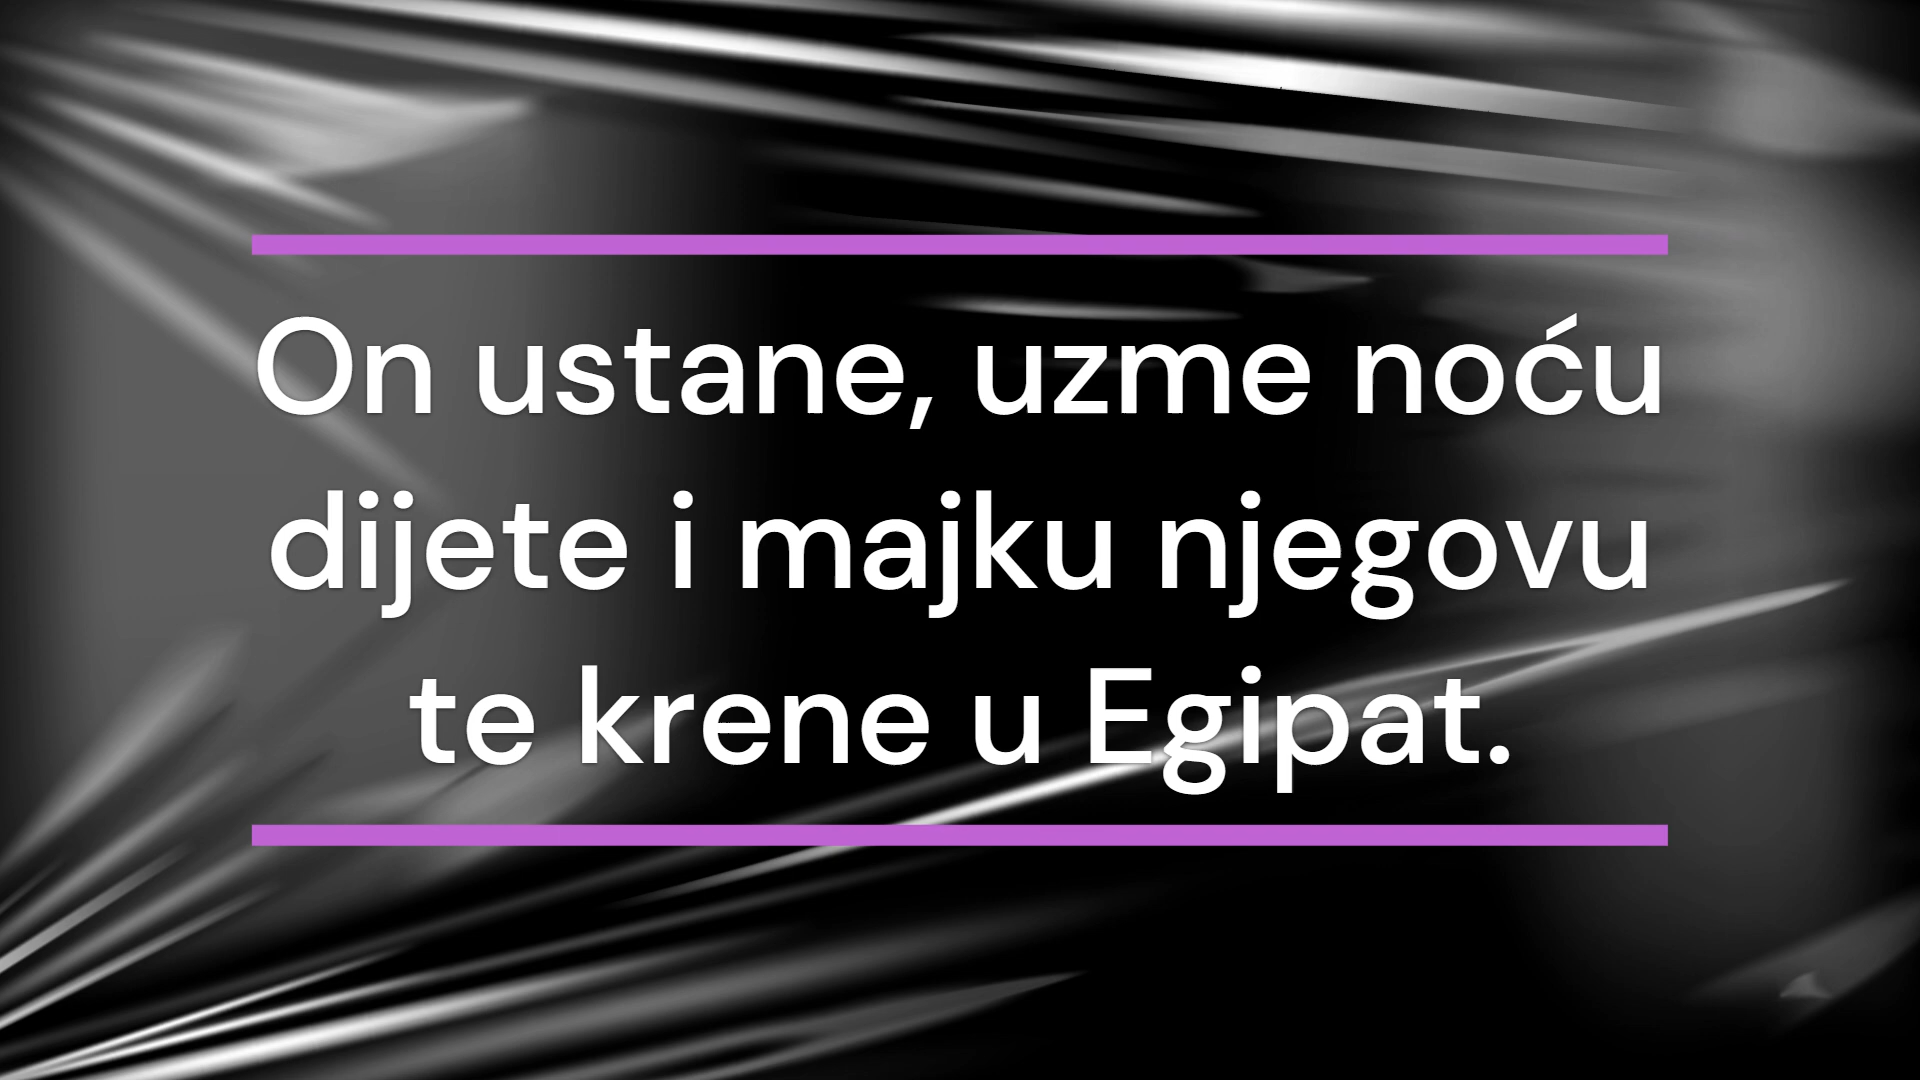 On ustane, uzme noću
dijete i majku njegovu
te krene u Egipat.